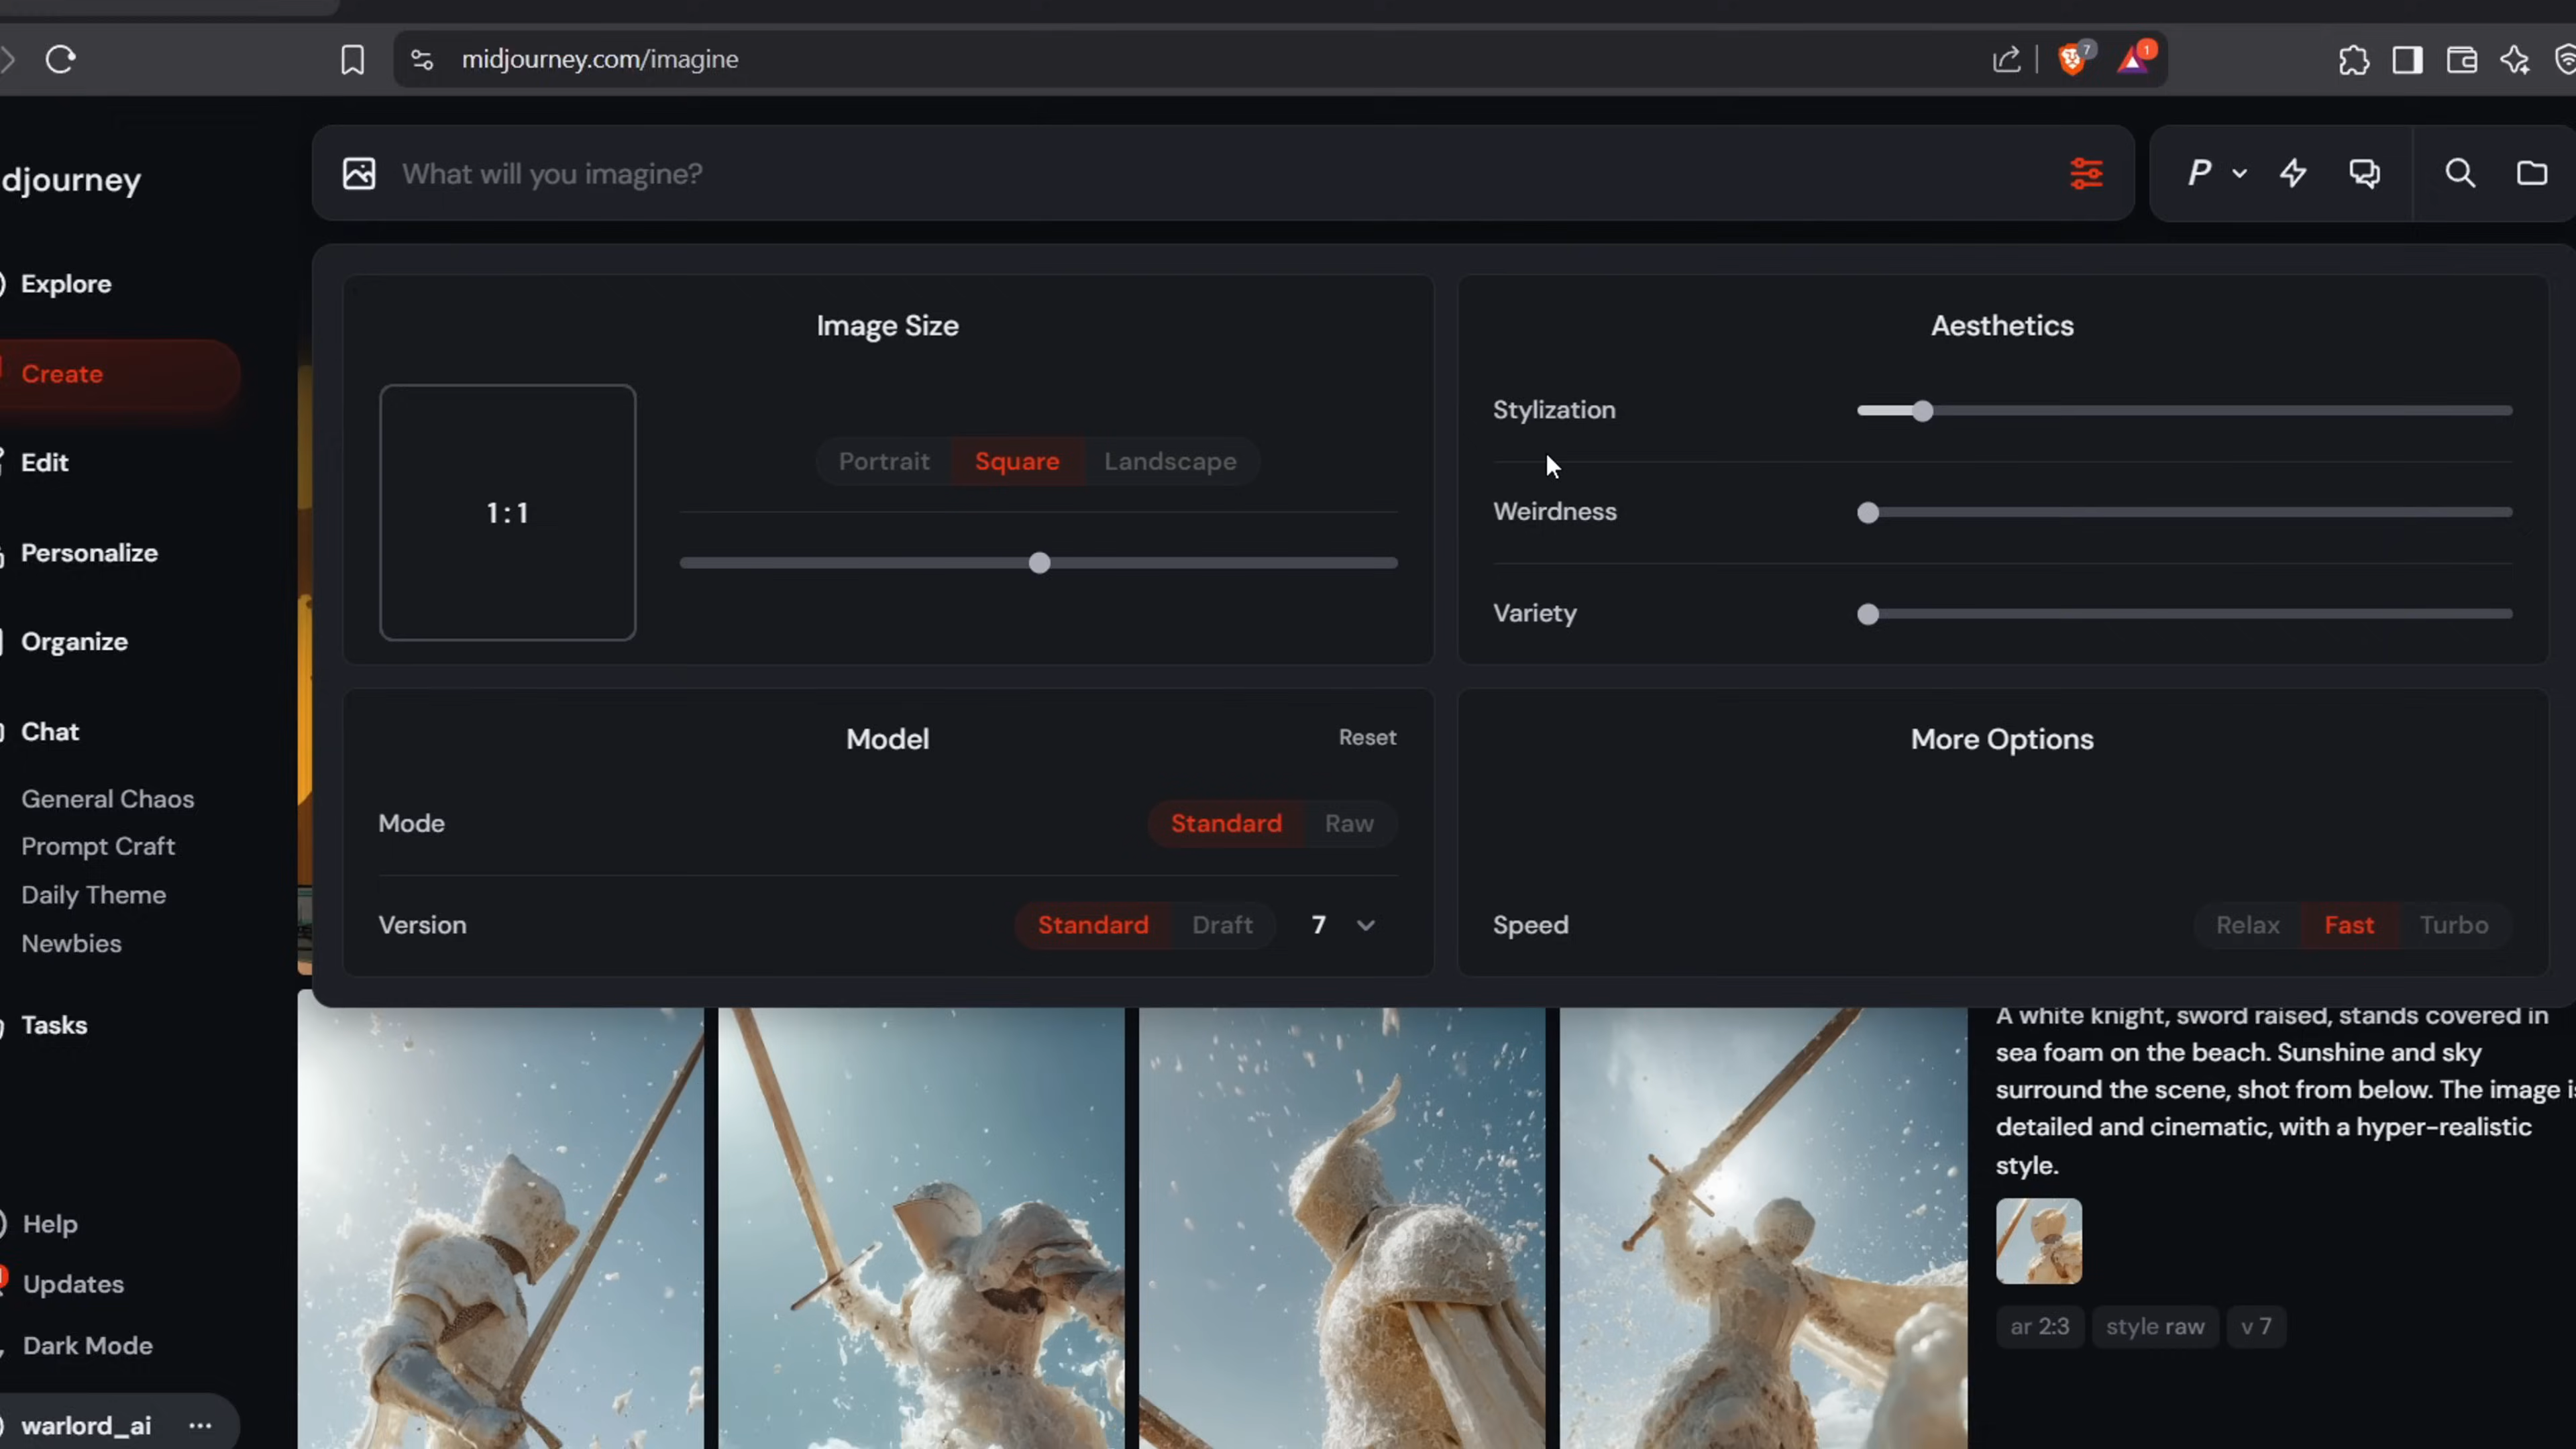 midjourney.com/imagine
7
1
djourney
What will you imagine?
P
Explore
Create
Edit
Personalize
Organize
Chat
General Chaos
Prompt Craft
Daily Theme
Newbies
Tasks
Help
Updates
Dark Mode
warlord_ai
Image Size
1:1
Portrait Square Landscape
Aesthetics
Stylization
Weirdness
Variety
Model
Reset
Mode
Standard Raw
Version
Standard Draft 7
More Options
Speed
Relax Fast Turbo
A white knight, sword raised, stands covered in
sea foam on the beach. Sunshine and sky
surround the scene, shot from below. The image is
detailed and cinematic, with a hyper-realistic
style.
ar 2:3 style raw v 7